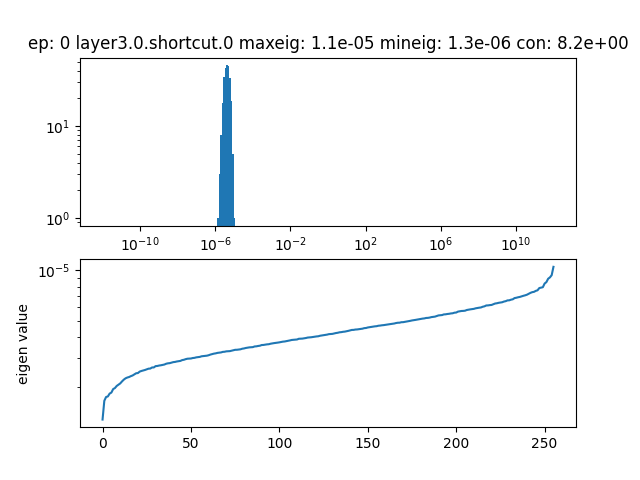 ep: 0 layer3.0.shortcut.0 maxeig: 1.1e-05 mineig: 1.3e-06 con: 8.2e+00
10¹
10⁰
10⁻¹⁰ 10⁻⁶ 10⁻² 10² 10⁶ 10¹⁰
10⁻⁵
eigen value
0 50 100 150 200 250